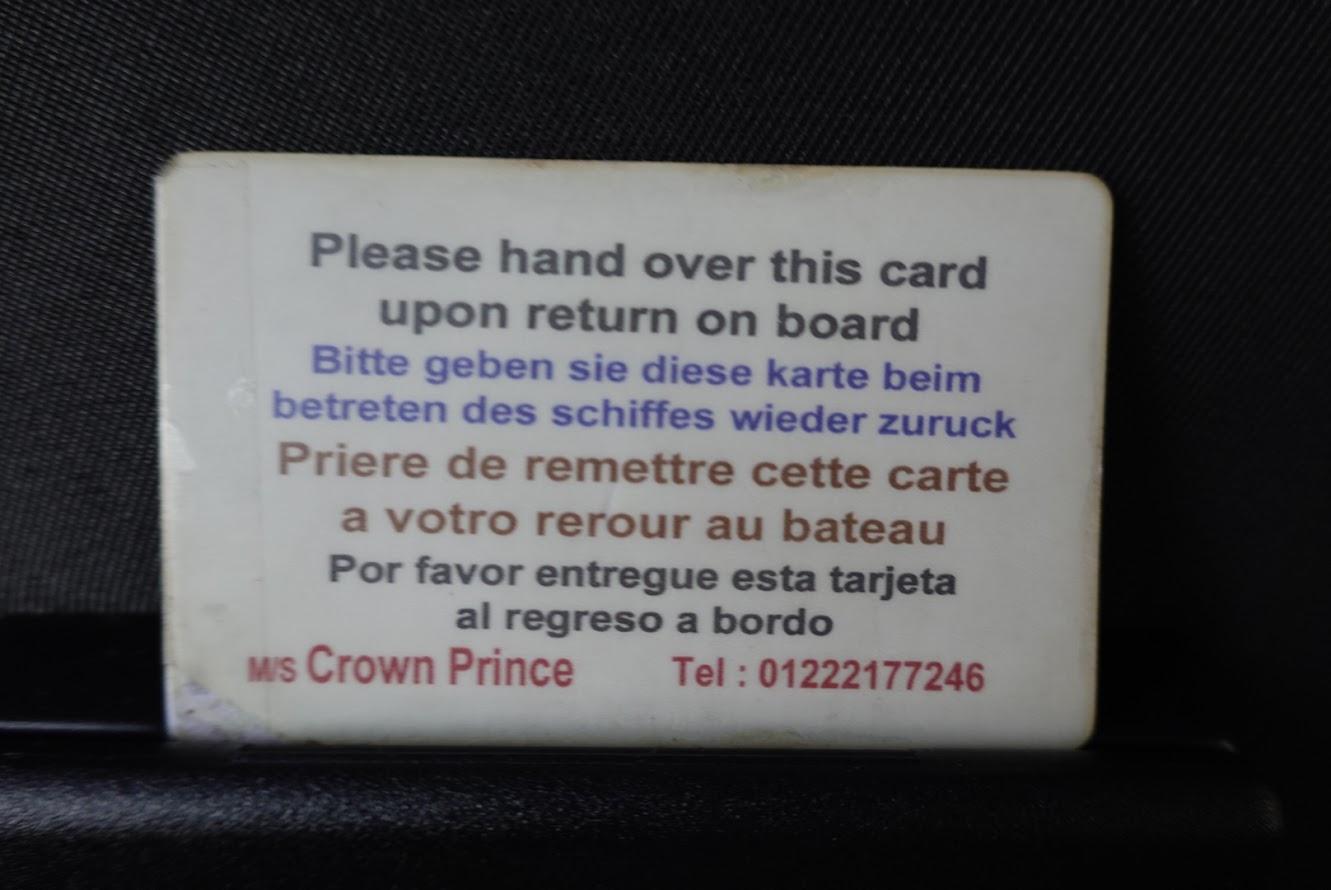 Please hand over this card
upon return on board
Bitte geben sie diese karte beim
betreten des schiffes wieder zuruck
Priere de remettre cette carte
a votro rerour au bateau
Por favor entregue esta tarjeta
al regreso a bordo
M/S Crown Prince Tel : 01222177246